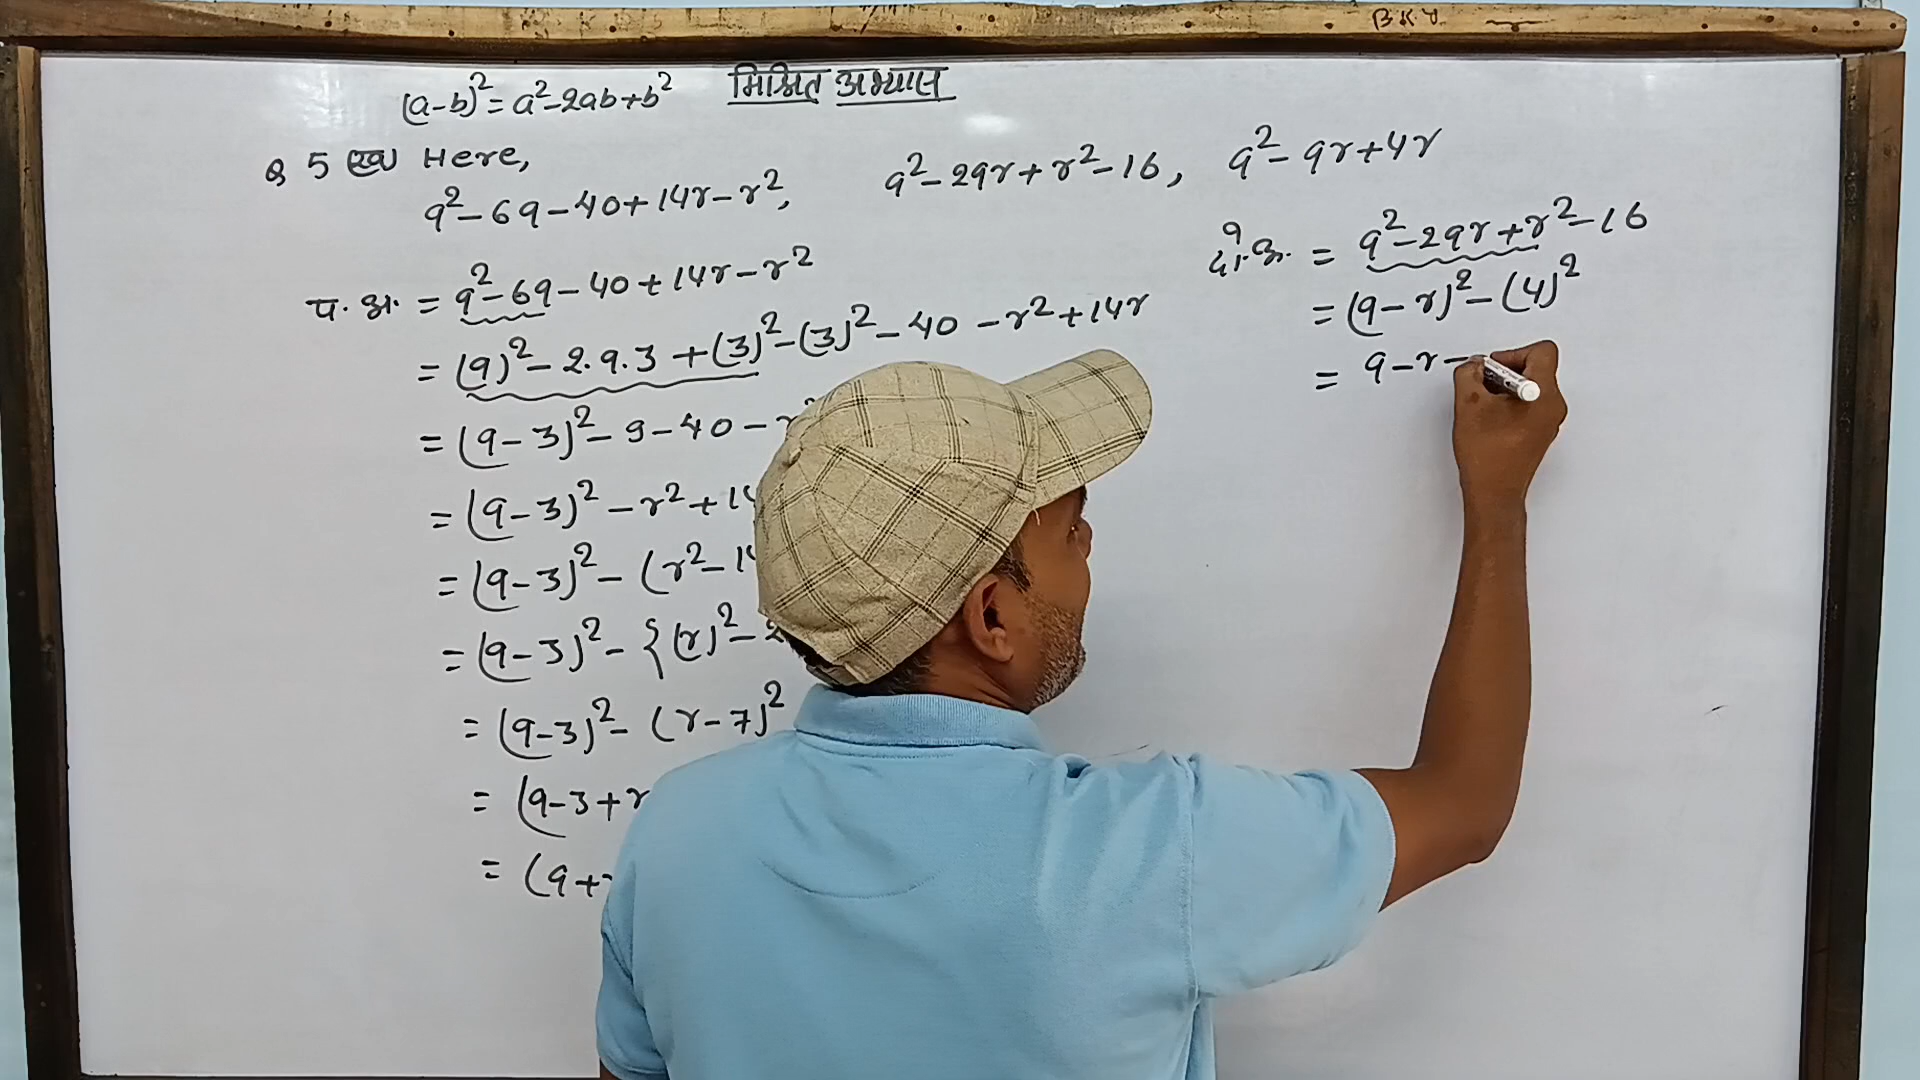 BKY
(a-b)²=a²-2ab+b² मिश्रित अभ्यास
Q 5 ख Here,
q²-6q-40+14r-r², q²-2qr+r²-16, q²-qr+4r
प. अ. = q²-6q-40+14r-r²
= (q)²-2.q.3+(3)²-(3)²-40-r²+14r
= (q-3)²-9-40-
= (q-3)²-r²+1
= (q-3)²-(r²-1
= (q-3)²-{(r)²-
= (q-3)²-(r-7)²
= (q-3+r
= (q+
दो.अ. = q²-2qr+r²-16
= (q-r)²-(4)²
= q-r-